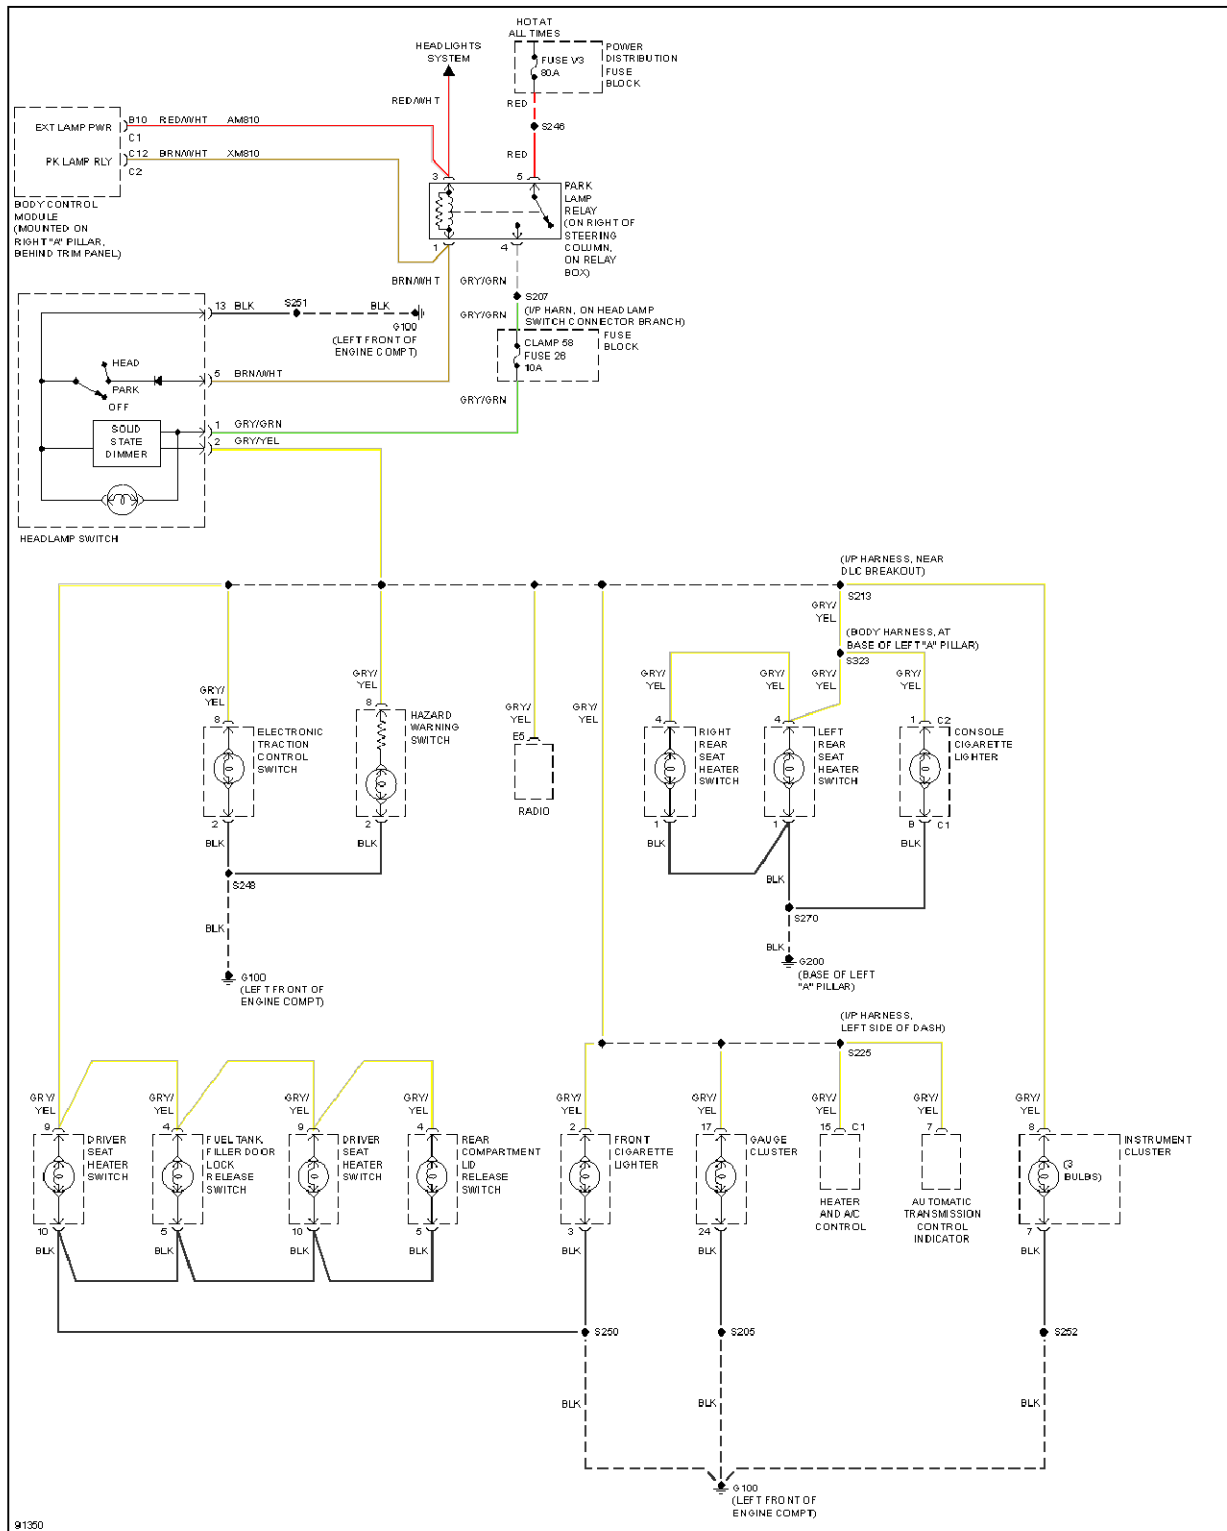 HOT AT
ALL TIMES
HEADLIGHTS
SYSTEM
FUSE V3
80A
POWER
DISTRIBUTION
FUSE
BLOCK
RED/WHT
RED
S246
RED
EXT LAMP PWR
B10
RED/WHT
AM810
C1
PK LAMP RLY
C12
BRN/WHT
XM810
C2
BODY CONTROL
MODULE
(MOUNTED ON
RIGHT "A" PILLAR,
BEHIND TRIM PANEL)
3
5
1
4
PARK
LAMP
RELAY
(ON RIGHT OF
STEERING
COLUMN,
ON RELAY
BOX)
BRN/WHT
GRY/GRN
S207
(I/P HARN, ON HEADLAMP
SWITCH CONNECTOR BRANCH)
GRY/GRN
CLAMP 58
FUSE 26
10A
FUSE
BLOCK
GRY/GRN
13
BLK
S251
BLK
G100
(LEFT FRONT OF
ENGINE COMPT)
HEAD
PARK
OFF
5
BRN/WHT
SOLID
STATE
DIMMER
1
GRY/GRN
2
GRY/YEL
HEADLAMP SWITCH
(I/P HARNESS, NEAR
DLC BREAKOUT)
S213
GRY/
YEL
(BODY HARNESS, AT
BASE OF LEFT "A" PILLAR)
S323
GRY/
YEL
8
ELECTRONIC
TRACTION
CONTROL
SWITCH
2
BLK
GRY/
YEL
8
HAZARD
WARNING
SWITCH
2
BLK
S248
BLK
G100
(LEFT FRONT OF
ENGINE COMPT)
GRY/
YEL
E5
RADIO
GRY/
YEL
GRY/
YEL
4
RIGHT
REAR
SEAT
HEATER
SWITCH
1
BLK
GRY/
YEL
GRY/
YEL
4
LEFT
REAR
SEAT
HEATER
SWITCH
1
BLK
GRY/
YEL
1
C2
CONSOLE
CIGARETTE
LIGHTER
B
C1
BLK
S270
BLK
G200
(BASE OF LEFT
"A" PILLAR)
(I/P HARNESS,
LEFT SIDE OF DASH)
S225
GRY/
YEL
9
DRIVER
SEAT
HEATER
SWITCH
10
BLK
GRY/
YEL
4
FUEL TANK
FILLER DOOR
LOCK
RELEASE
SWITCH
5
BLK
GRY/
YEL
9
DRIVER
SEAT
HEATER
SWITCH
10
BLK
GRY/
YEL
4
REAR
COMPARTMENT
LID
RELEASE
SWITCH
5
BLK
GRY/
YEL
2
FRONT
CIGARETTE
LIGHTER
3
BLK
GRY/
YEL
17
GAUGE
CLUSTER
24
BLK
GRY/
YEL
15
C1
HEATER
AND A/C
CONTROL
GRY/
YEL
7
AUTOMATIC
TRANSMISSION
CONTROL
INDICATOR
GRY/
YEL
8
INSTRUMENT
CLUSTER
(3
BULBS)
7
BLK
S250
S205
S252
BLK
BLK
BLK
G100
(LEFT FRONT OF
ENGINE COMPT)
91350